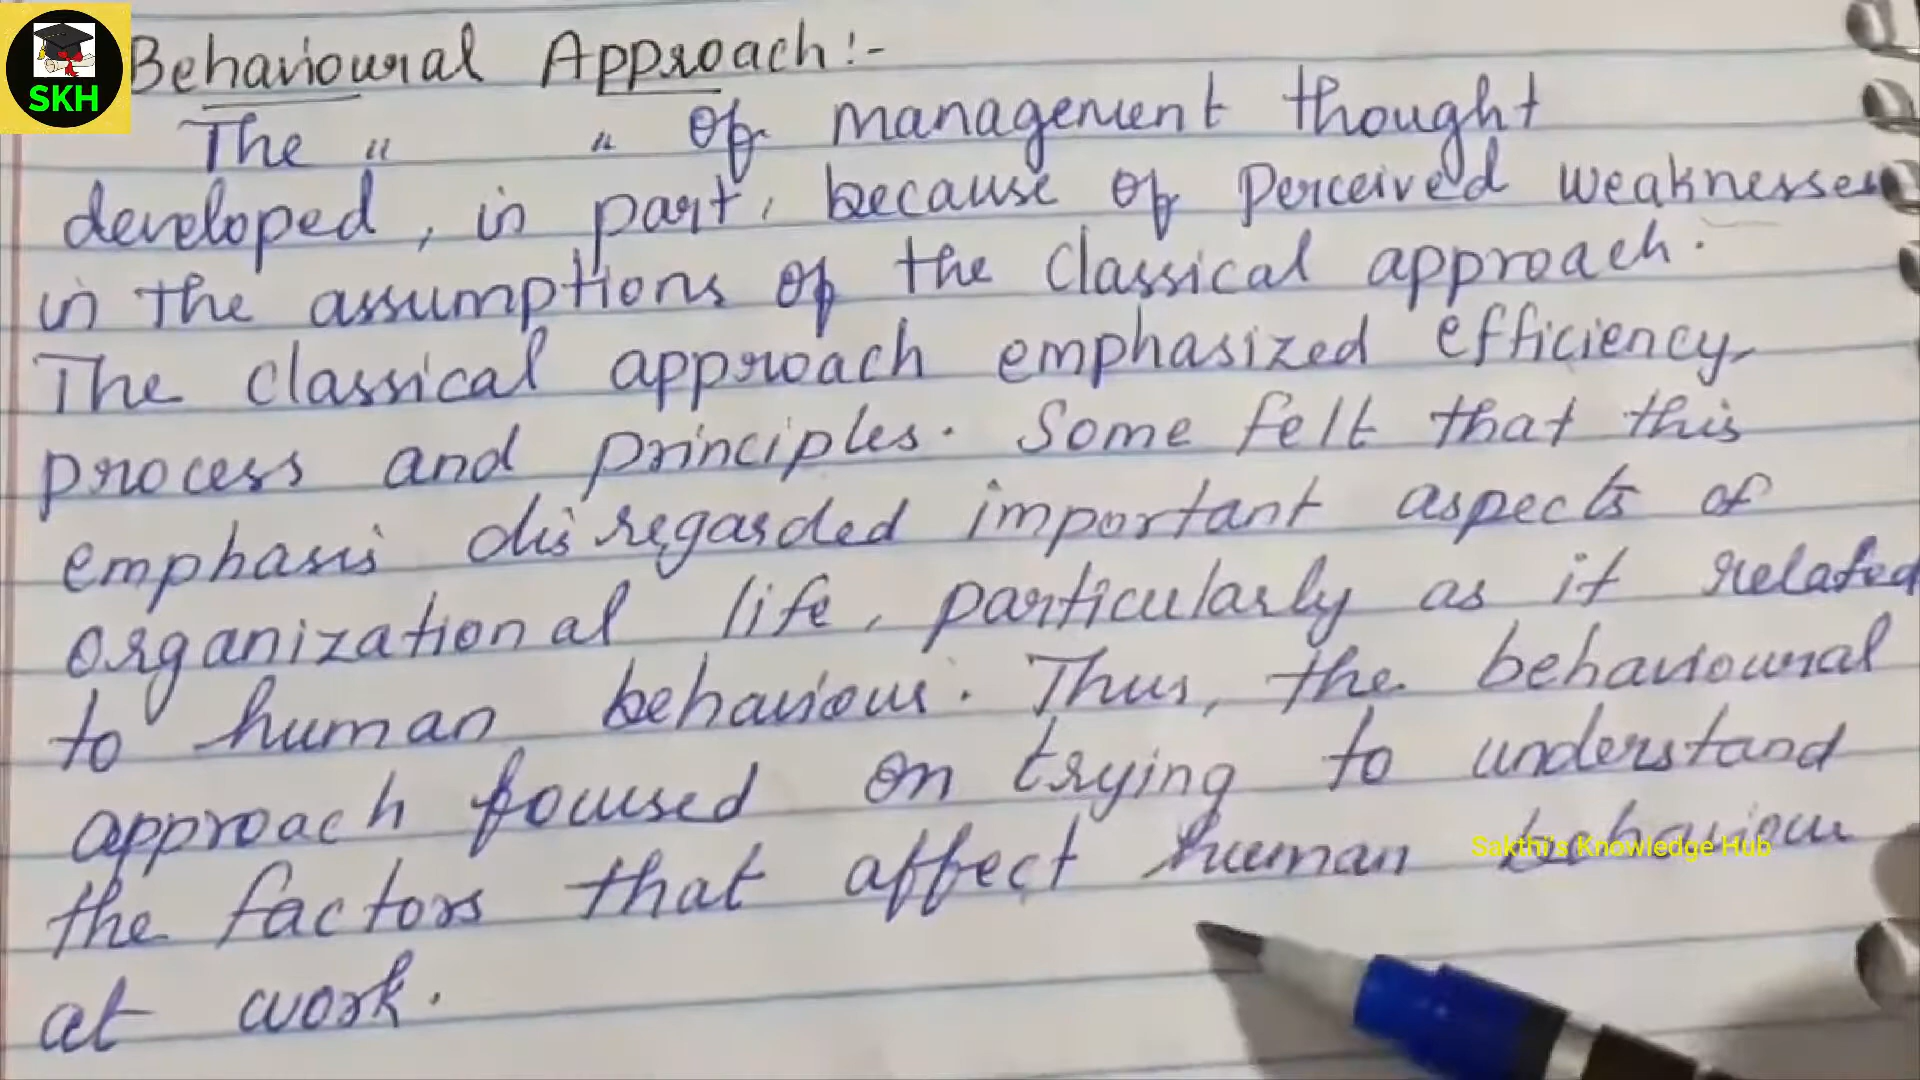 SKH
Behavioural Approach:-
The " " of management thought
developed, in part, because of perceived weaknesses
in the assumptions of the classical approach.
The classical approach emphasized efficiency,
process and principles. Some felt that this
emphasis disregarded important aspects of
organizational life, particularly as it related
to human behaviour. Thus, the behavioural
approach focused on trying to understand
the factors that affect human behaviour
Sakthi's Knowledge Hub
at work.